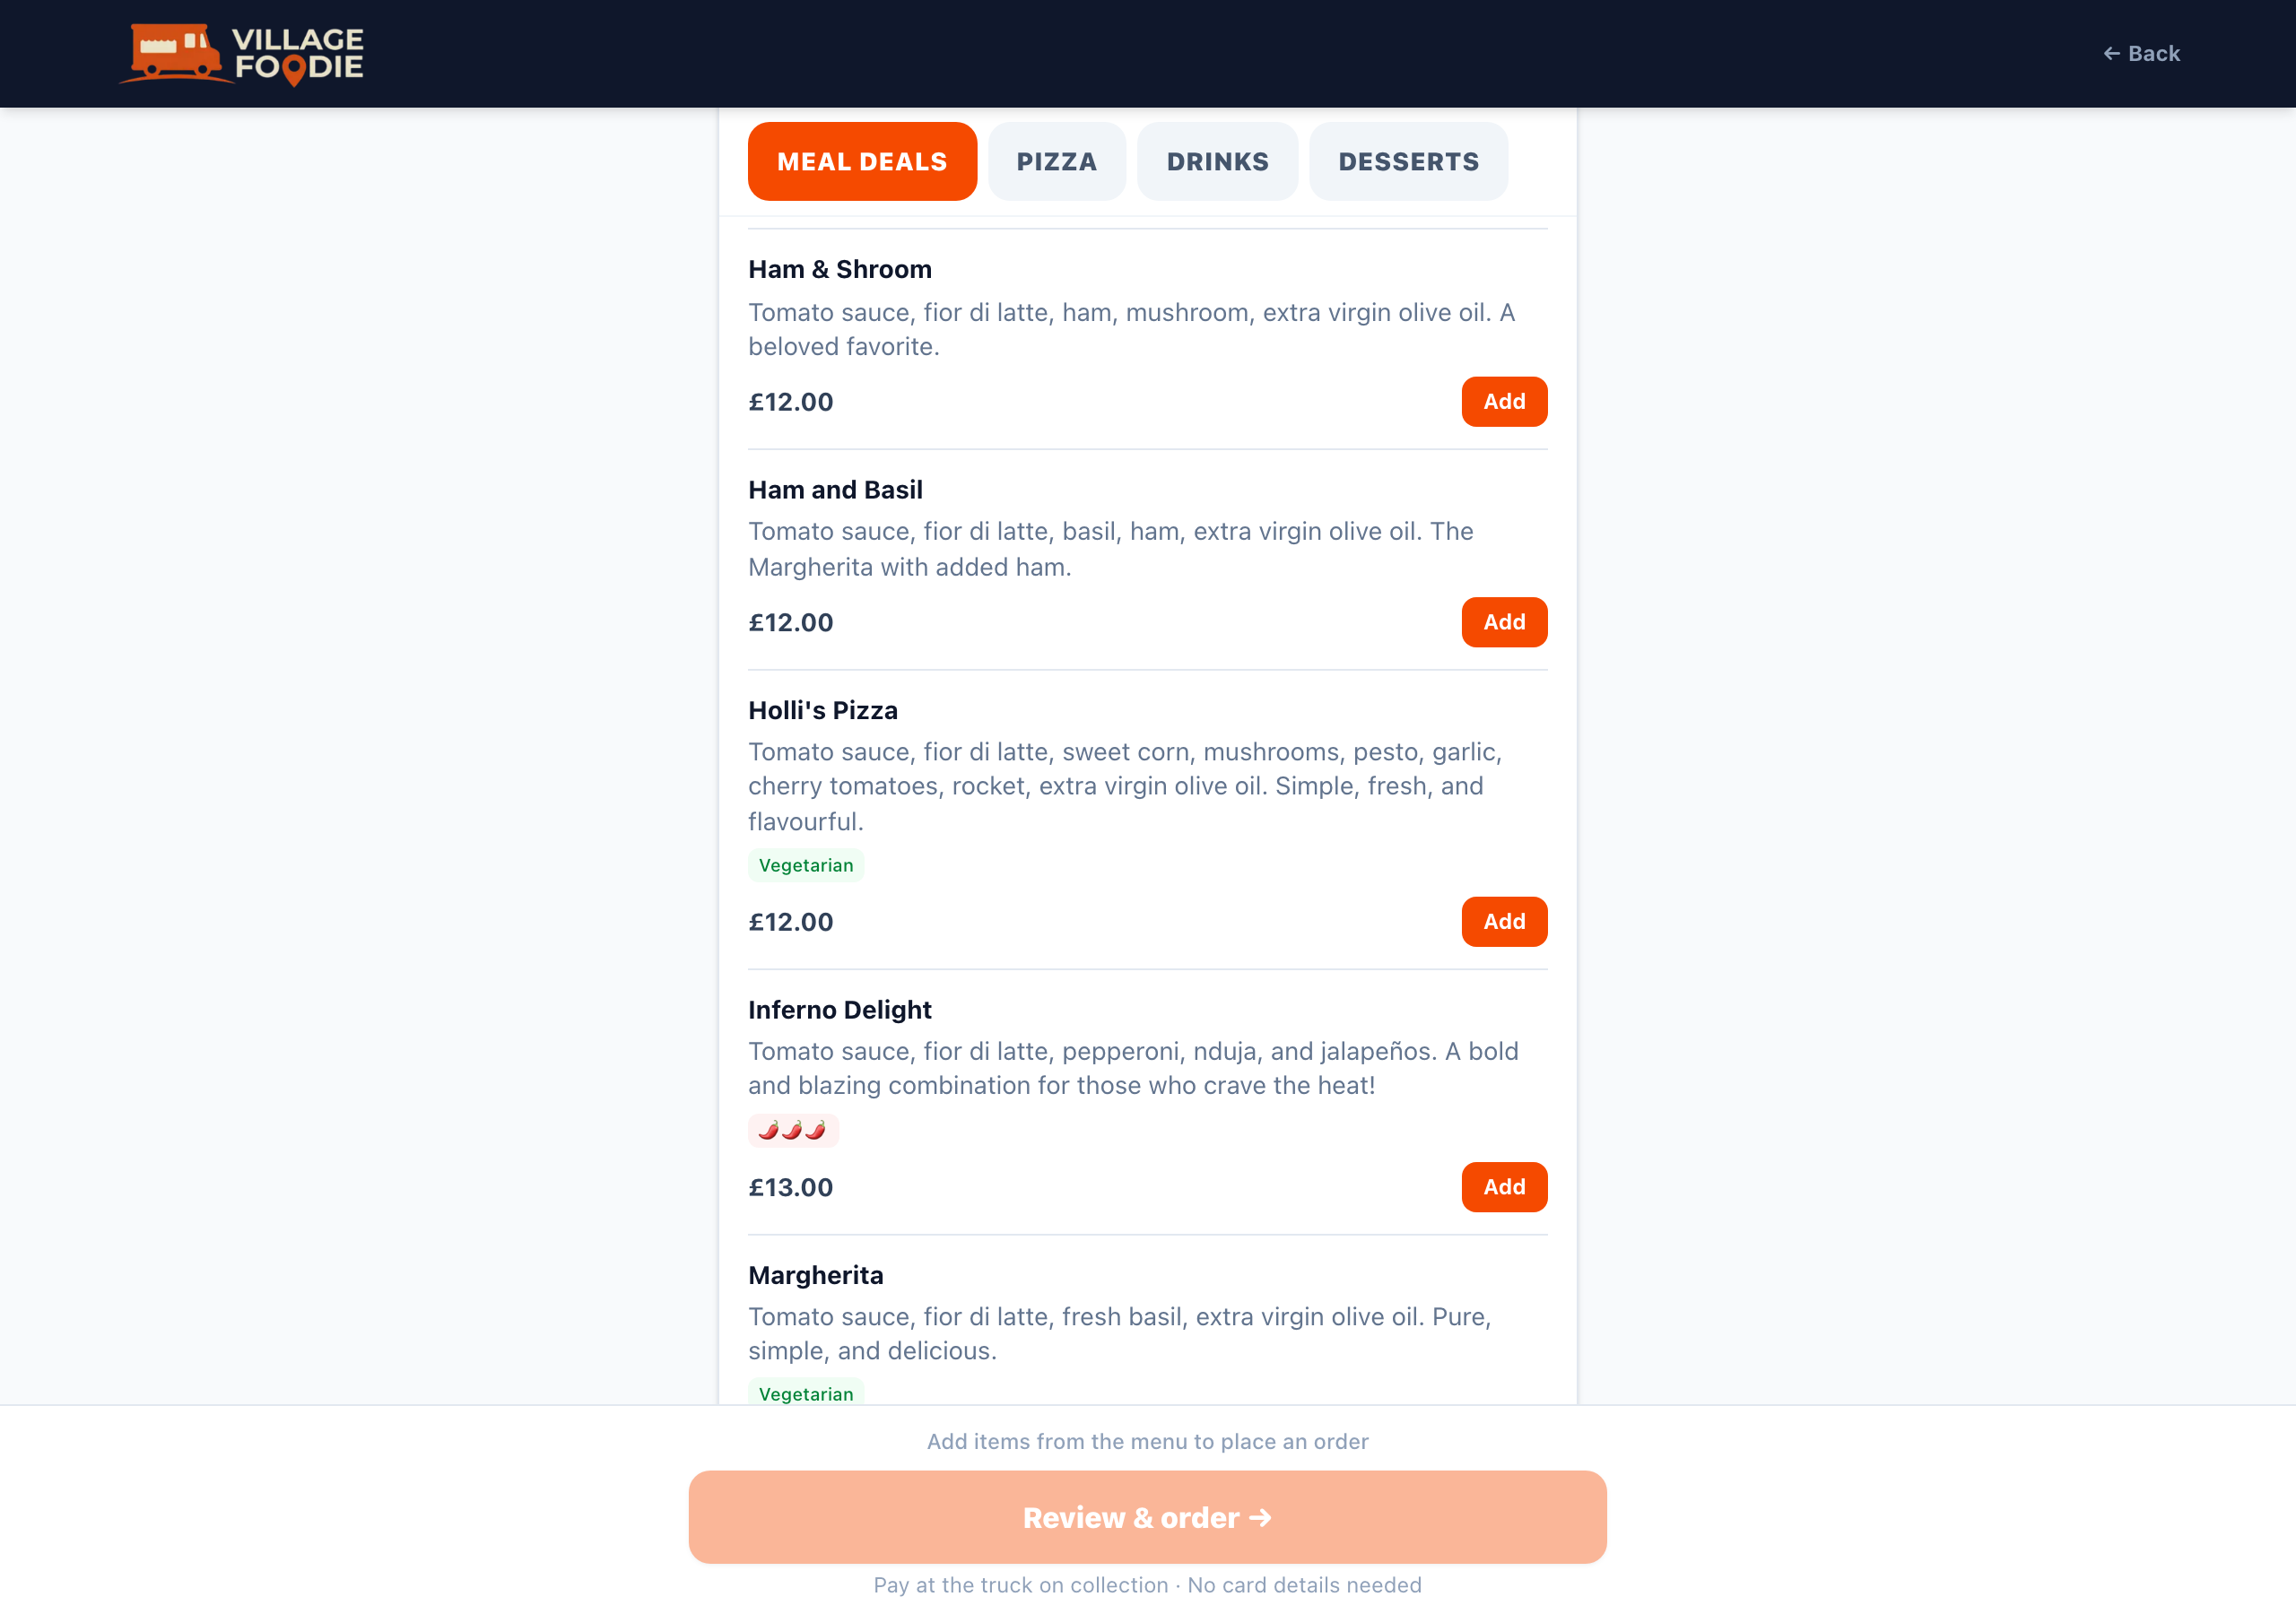 VILLAGE
FOODIE
← Back
MEAL DEALS
PIZZA
DRINKS
DESSERTS
Ham & Shroom
Tomato sauce, fior di latte, ham, mushroom, extra virgin olive oil. A
beloved favorite.
£12.00
Add
Ham and Basil
Tomato sauce, fior di latte, basil, ham, extra virgin olive oil. The
Margherita with added ham.
£12.00
Add
Holli's Pizza
Tomato sauce, fior di latte, sweet corn, mushrooms, pesto, garlic,
cherry tomatoes, rocket, extra virgin olive oil. Simple, fresh, and
flavourful.
Vegetarian
£12.00
Add
Inferno Delight
Tomato sauce, fior di latte, pepperoni, nduja, and jalapeños. A bold
and blazing combination for those who crave the heat!
🌶️🌶️🌶️
£13.00
Add
Margherita
Tomato sauce, fior di latte, fresh basil, extra virgin olive oil. Pure,
simple, and delicious.
Vegetarian
Add items from the menu to place an order
Review & order →
Pay at the truck on collection · No card details needed